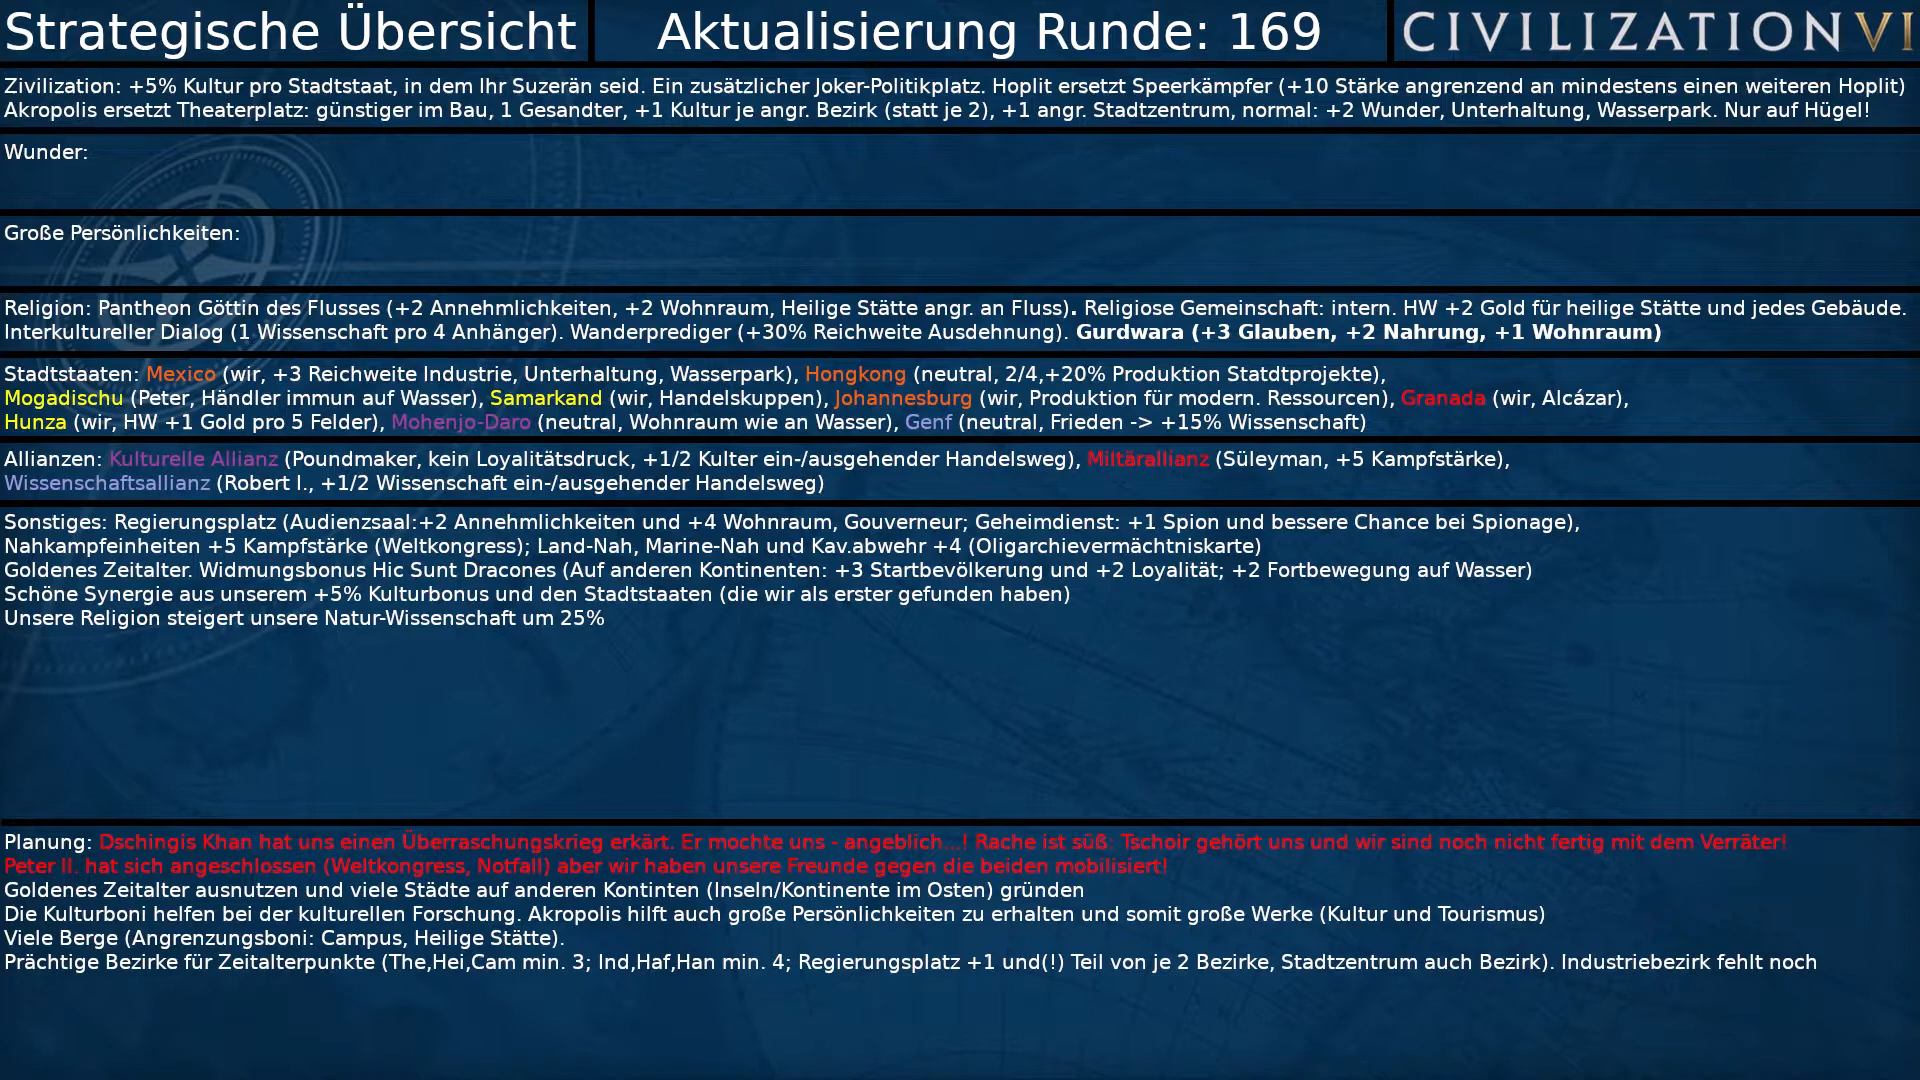 Strategische Übersicht
Aktualisierung Runde: 169
CIVILIZATION VI
Zivilization: +5% Kultur pro Stadtstaat, in dem Ihr Suzerän seid. Ein zusätzlicher Joker-Politikplatz. Hoplit ersetzt Speerkämpfer (+10 Stärke angrenzend an mindestens einen weiteren Hoplit)
Akropolis ersetzt Theaterplatz: günstiger im Bau, 1 Gesandter, +1 Kultur je angr. Bezirk (statt je 2), +1 angr. Stadtzentrum, normal: +2 Wunder, Unterhaltung, Wasserpark. Nur auf Hügel!
Wunder:
Große Persönlichkeiten:
Religion: Pantheon Göttin des Flusses (+2 Annehmlichkeiten, +2 Wohnraum, Heilige Stätte angr. an Fluss). Religiose Gemeinschaft: intern. HW +2 Gold für heilige Stätte und jedes Gebäude.
Interkultureller Dialog (1 Wissenschaft pro 4 Anhänger). Wanderprediger (+30% Reichweite Ausdehnung). Gurdwara (+3 Glauben, +2 Nahrung, +1 Wohnraum)
Stadtstaaten: Mexico (wir, +3 Reichweite Industrie, Unterhaltung, Wasserpark), Hongkong (neutral, 2/4,+20% Produktion Statdtprojekte),
Mogadischu (Peter, Händler immun auf Wasser), Samarkand (wir, Handelskuppen), Johannesburg (wir, Produktion für modern. Ressourcen), Granada (wir, Alcázar),
Hunza (wir, HW +1 Gold pro 5 Felder), Mohenjo-Daro (neutral, Wohnraum wie an Wasser), Genf (neutral, Frieden -> +15% Wissenschaft)
Allianzen: Kulturelle Allianz (Poundmaker, kein Loyalitätsdruck, +1/2 Kulter ein-/ausgehender Handelsweg), Miltärallianz (Süleyman, +5 Kampfstärke),
Wissenschaftsallianz (Robert I., +1/2 Wissenschaft ein-/ausgehender Handelsweg)
Sonstiges: Regierungsplatz (Audienzsaal:+2 Annehmlichkeiten und +4 Wohnraum, Gouverneur; Geheimdienst: +1 Spion und bessere Chance bei Spionage),
Nahkampfeinheiten +5 Kampfstärke (Weltkongress); Land-Nah, Marine-Nah und Kav.abwehr +4 (Oligarchievermächtniskarte)
Goldenes Zeitalter. Widmungsbonus Hic Sunt Dracones (Auf anderen Kontinenten: +3 Startbevölkerung und +2 Loyalität; +2 Fortbewegung auf Wasser)
Schöne Synergie aus unserem +5% Kulturbonus und den Stadtstaaten (die wir als erster gefunden haben)
Unsere Religion steigert unsere Natur-Wissenschaft um 25%
Planung: Dschingis Khan hat uns einen Überraschungskrieg erkärt. Er mochte uns - angeblich...! Rache ist süß: Tschoir gehört uns und wir sind noch nicht fertig mit dem Verräter!
Peter II. hat sich angeschlossen (Weltkongress, Notfall) aber wir haben unsere Freunde gegen die beiden mobilisiert!
Goldenes Zeitalter ausnutzen und viele Städte auf anderen Kontinten (Inseln/Kontinente im Osten) gründen
Die Kulturboni helfen bei der kulturellen Forschung. Akropolis hilft auch große Persönlichkeiten zu erhalten und somit große Werke (Kultur und Tourismus)
Viele Berge (Angrenzungsboni: Campus, Heilige Stätte).
Prächtige Bezirke für Zeitalterpunkte (The,Hei,Cam min. 3; Ind,Haf,Han min. 4; Regierungsplatz +1 und(!) Teil von je 2 Bezirke, Stadtzentrum auch Bezirk). Industriebezirk fehlt noch